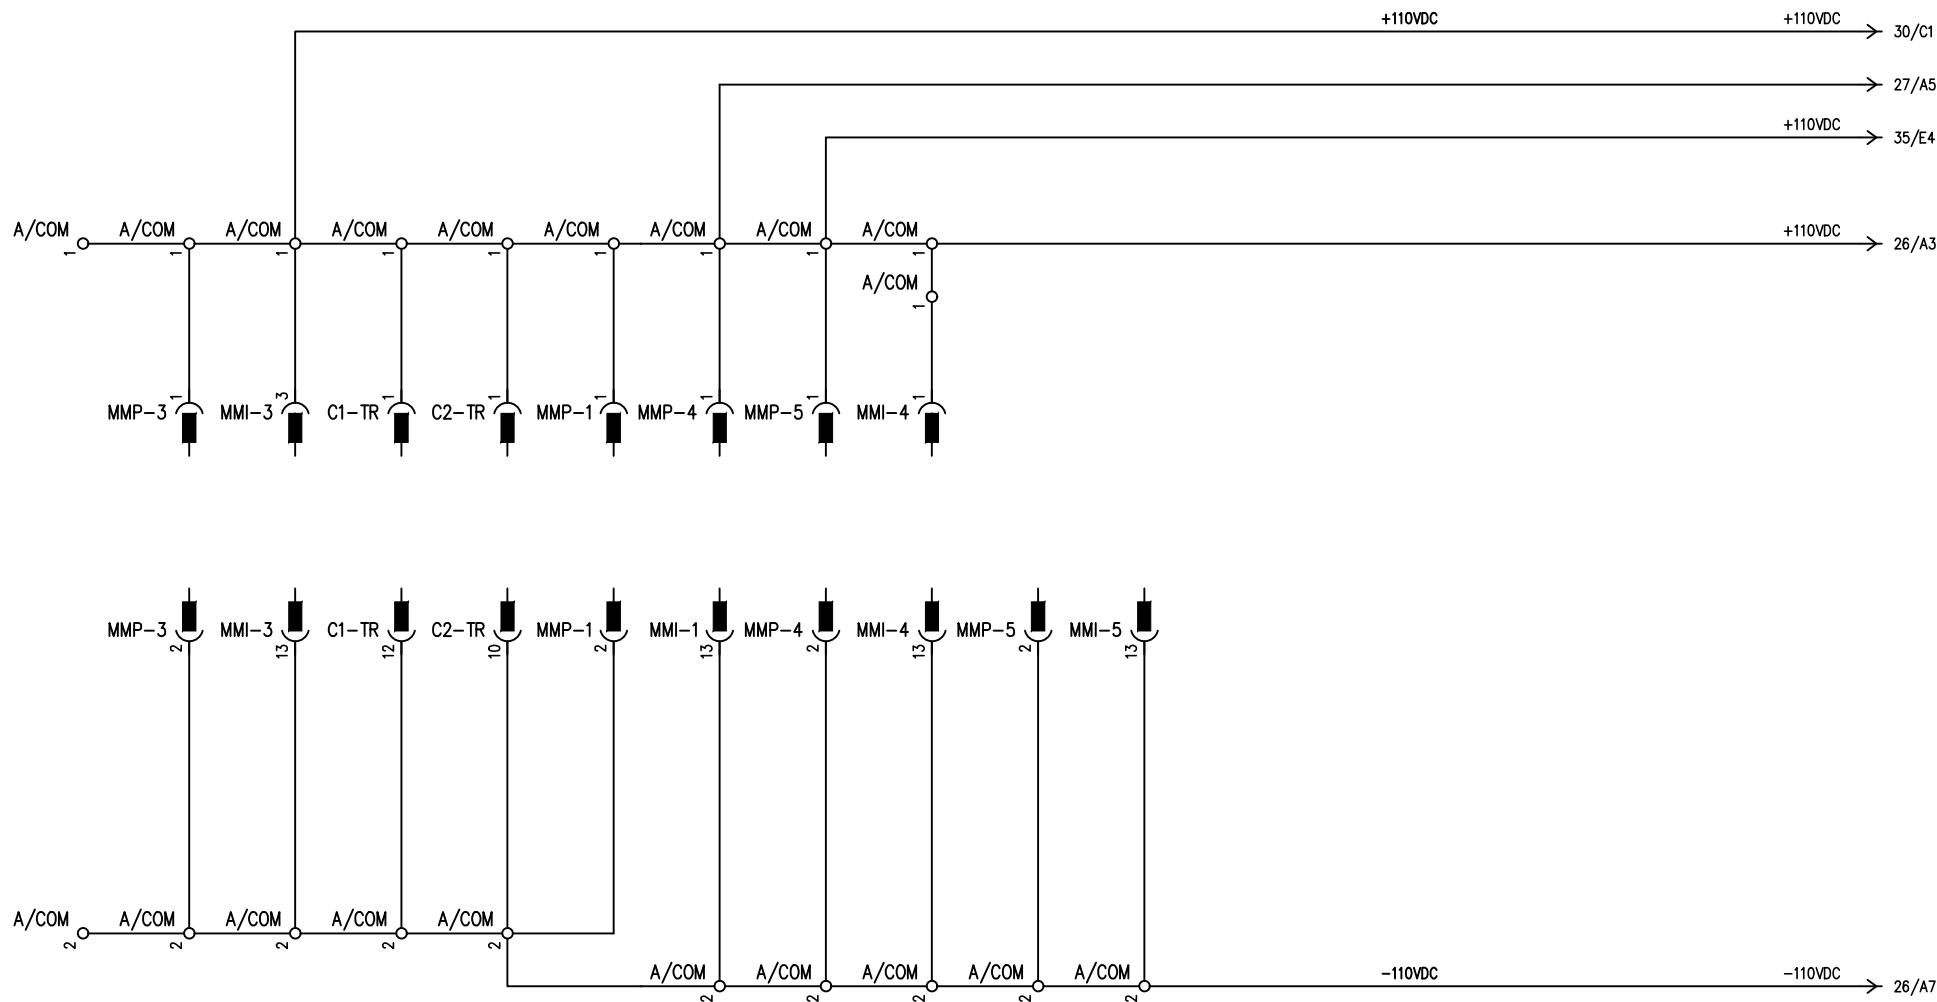 +110VDC +110VDC 30/C1
27/A5
+110VDC 35/E4
A/COM A/COM A/COM A/COM A/COM A/COM A/COM A/COM A/COM +110VDC 26/A3
1 1 1 1 1 1 1 1 1
A/COM
1
1 3 1 1 1 1 1 1
MMP-3 MMI-3 C1-TR C2-TR MMP-1 MMP-4 MMP-5 MMI-4
MMP-3 MMI-3 C1-TR C2-TR MMP-1 MMI-1 MMP-4 MMI-4 MMP-5 MMI-5
2 13 12 10 2 13 2 13 2 13
A/COM A/COM A/COM A/COM A/COM
2 2 2 2 2
A/COM A/COM A/COM A/COM A/COM -110VDC -110VDC 26/A7
2 2 2 2 2